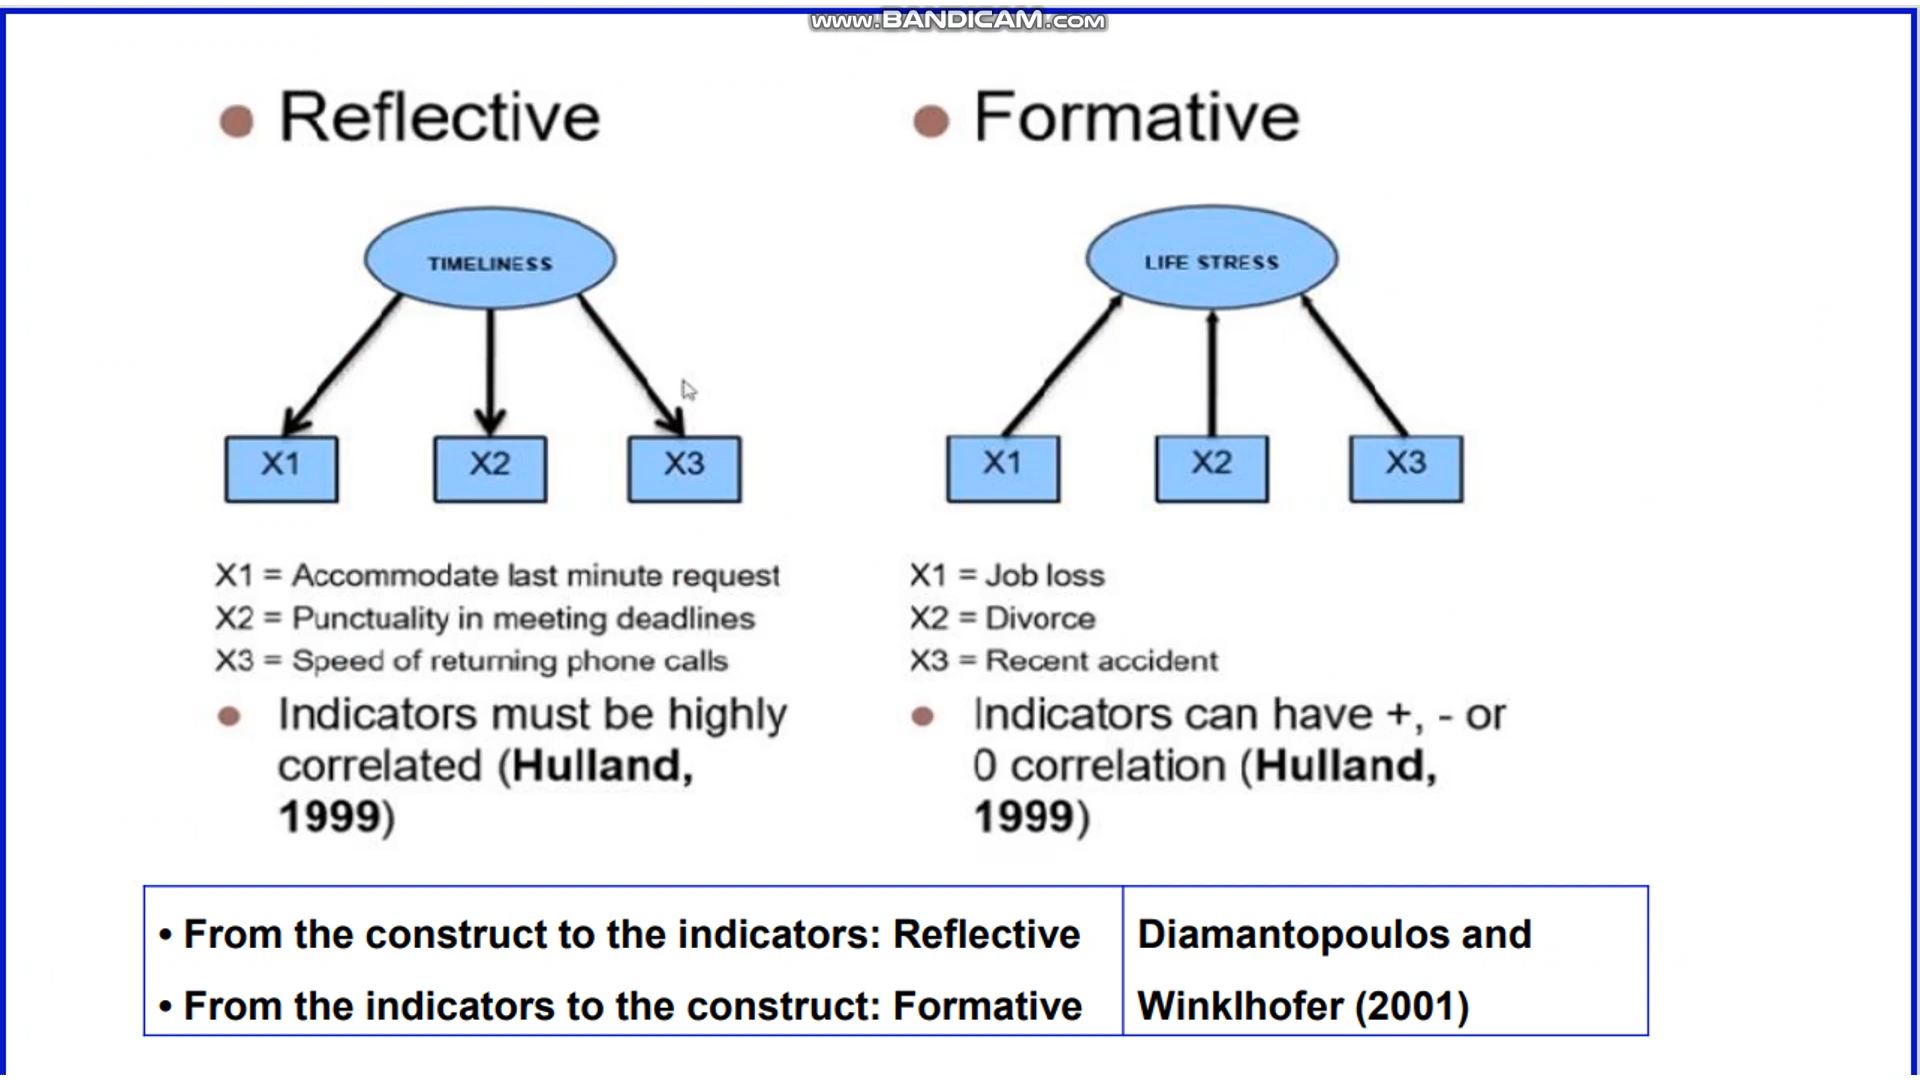 www.BANDICAM.com
• Reflective
TIMELINESS
X1 X2 X3
X1 = Accommodate last minute request
X2 = Punctuality in meeting deadlines
X3 = Speed of returning phone calls
• Indicators must be highly
correlated (Hulland,
1999)
• Formative
LIFE STRESS
X1 X2 X3
X1 = Job loss
X2 = Divorce
X3 = Recent accident
• Indicators can have +, - or
0 correlation (Hulland,
1999)
• From the construct to the indicators: Reflective
• From the indicators to the construct: Formative
Diamantopoulos and
Winklhofer (2001)